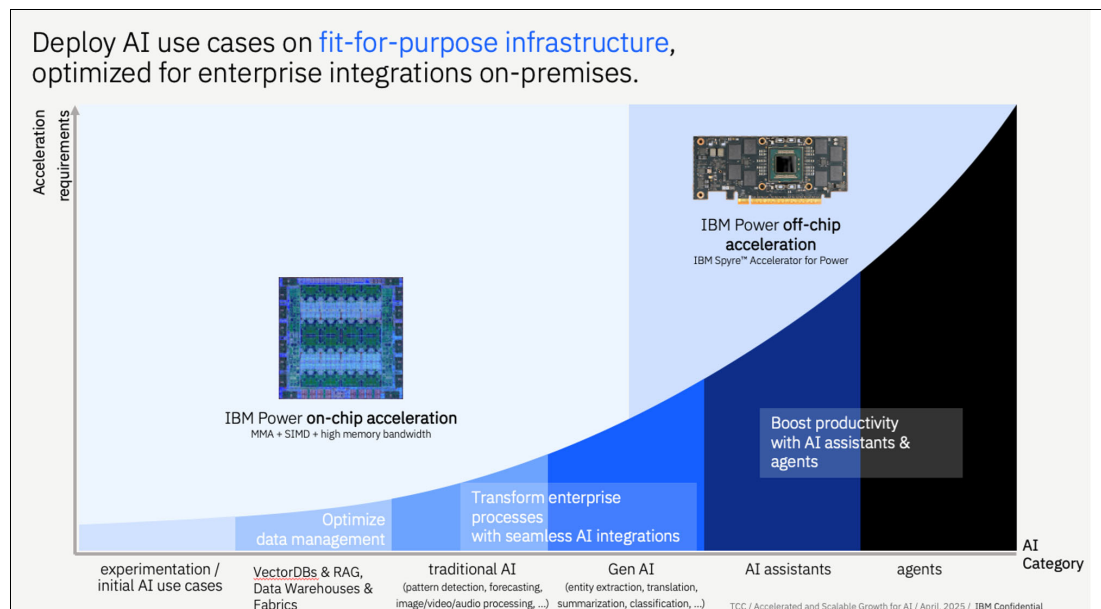 Deploy AI use cases on fit-for-purpose infrastructure,
optimized for enterprise integrations on-premises.
Acceleration
requirements
IBM Power off-chip
acceleration
IBM Spyre™ Accelerator for Power
IBM Power on-chip acceleration
MMA + SIMD + high memory bandwidth
Boost productivity
with AI assistants &
agents
Transform enterprise
processes
with seamless AI integrations
Optimize
data management
AI
Category
experimentation /
initial AI use cases
VectorDBs & RAG,
Data Warehouses &
Fabrics
traditional AI
(pattern detection, forecasting,
image/video/audio processing, ...)
Gen AI
(entity extraction, translation,
summarization, classification, ...)
AI assistants
agents
TCC / Accelerated and Scalable Growth for AI / April, 2025 / IBM Confidential